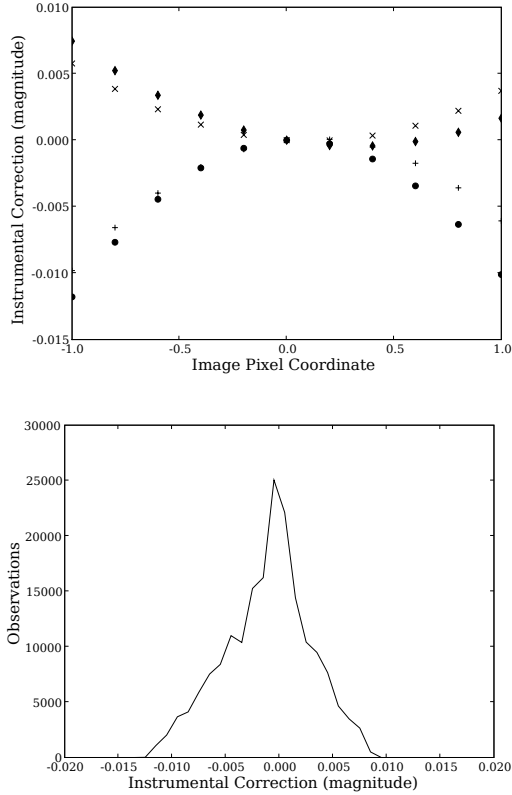 0.010
0.005
0.000
-0.005
-0.010
-0.015
Instrumental Correction (magnitude)
-1.0 -0.5 0.0 0.5 1.0
Image Pixel Coordinate
30000
25000
20000
15000
10000
5000
0
Observations
-0.020 -0.015 -0.010 -0.005 0.000 0.005 0.010 0.015 0.020
Instrumental Correction (magnitude)